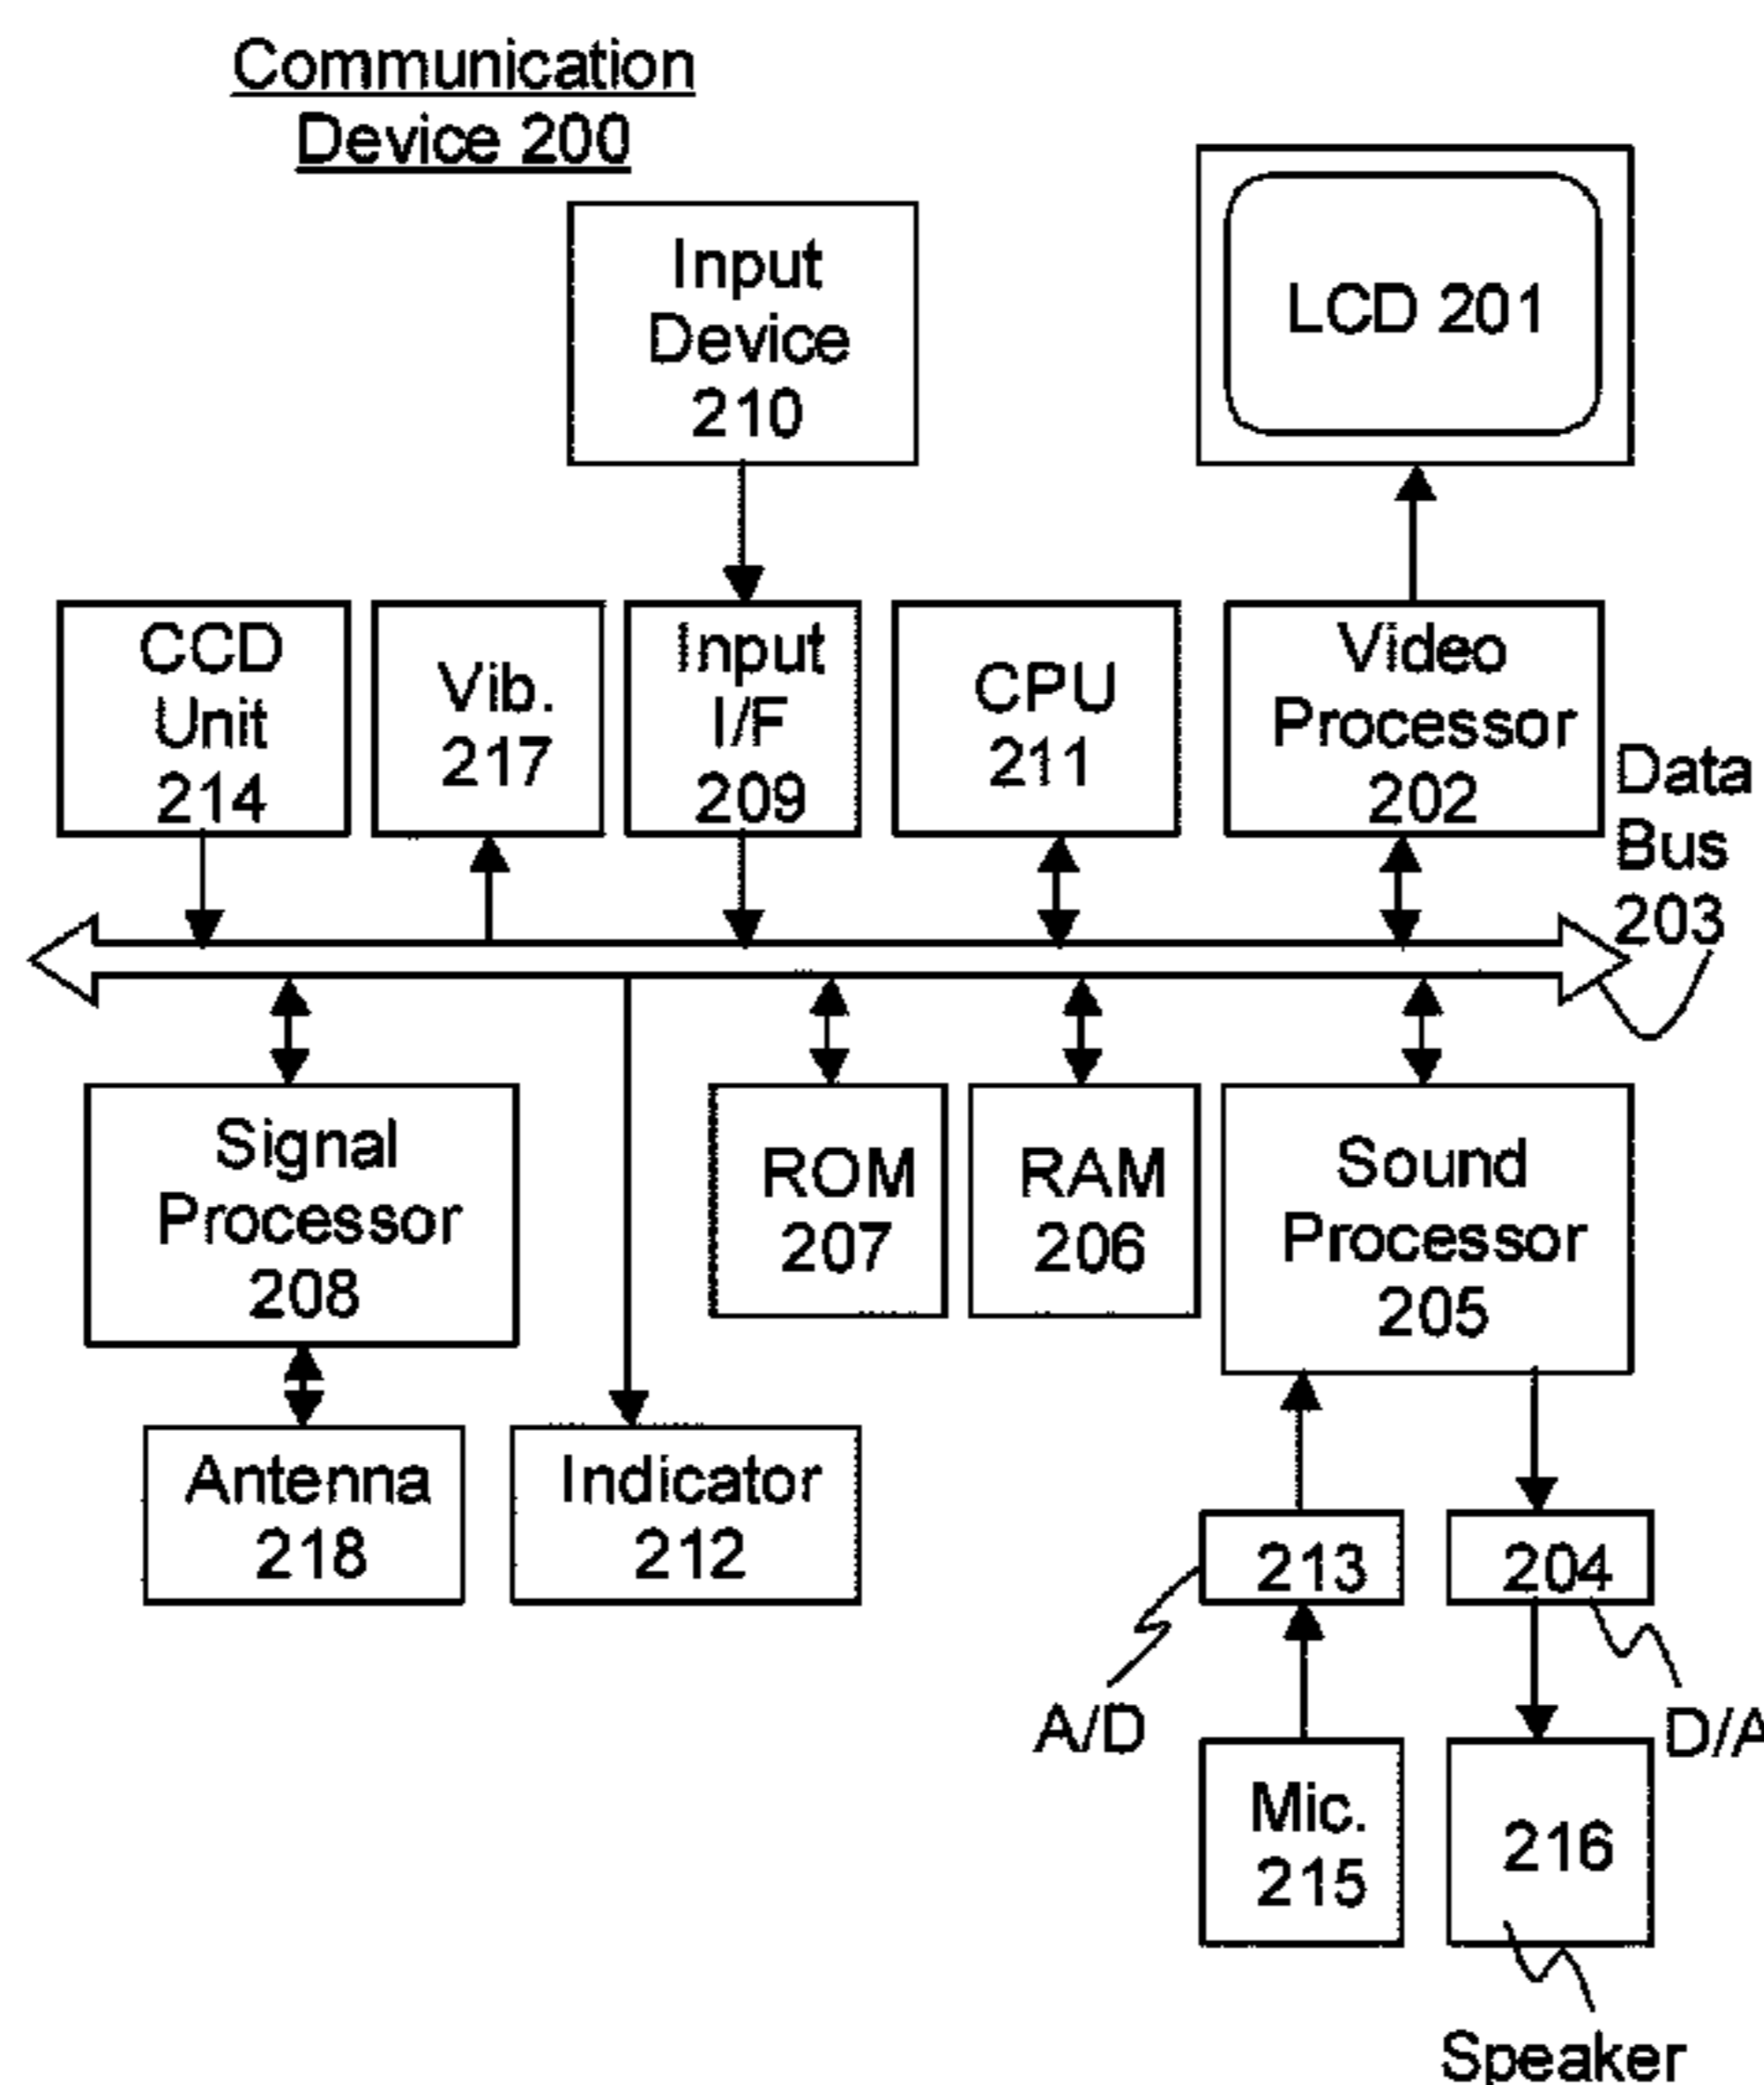 Communication
Device 200
Input
Device
210
LCD 201
CCD
Unit
214
Vib.
217
Input
I/F
209
CPU
211
Video
Processor
202
Data
Bus
203
Signal
Processor
208
ROM
207
RAM
206
Sound
Processor
205
Antenna
218
Indicator
212
213
204
A/D
D/A
Mic.
215
216
Speaker